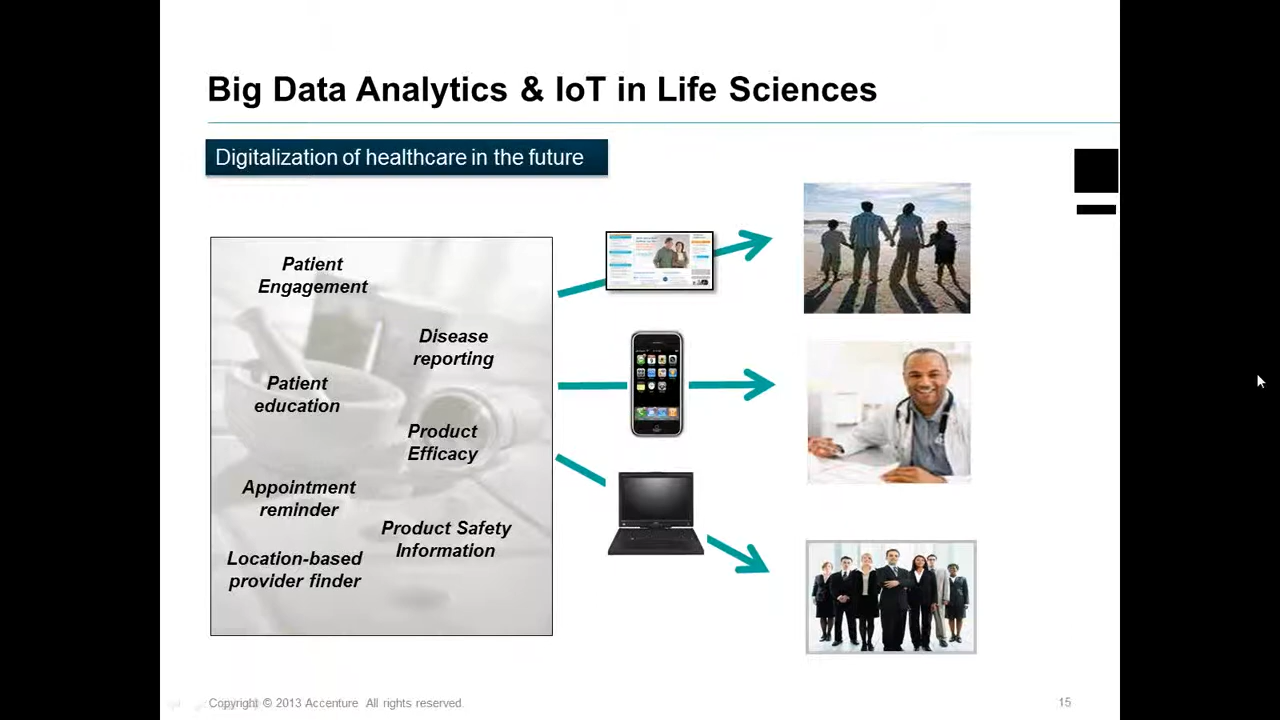 Big Data Analytics & IoT in Life Sciences
Digitalization of healthcare in the future
Patient
Engagement
Disease
reporting
Patient
education
Product
Efficacy
Appointment
reminder
Product Safety
Information
Location-based
provider finder
Copyright © 2013 Accenture All rights reserved.
15